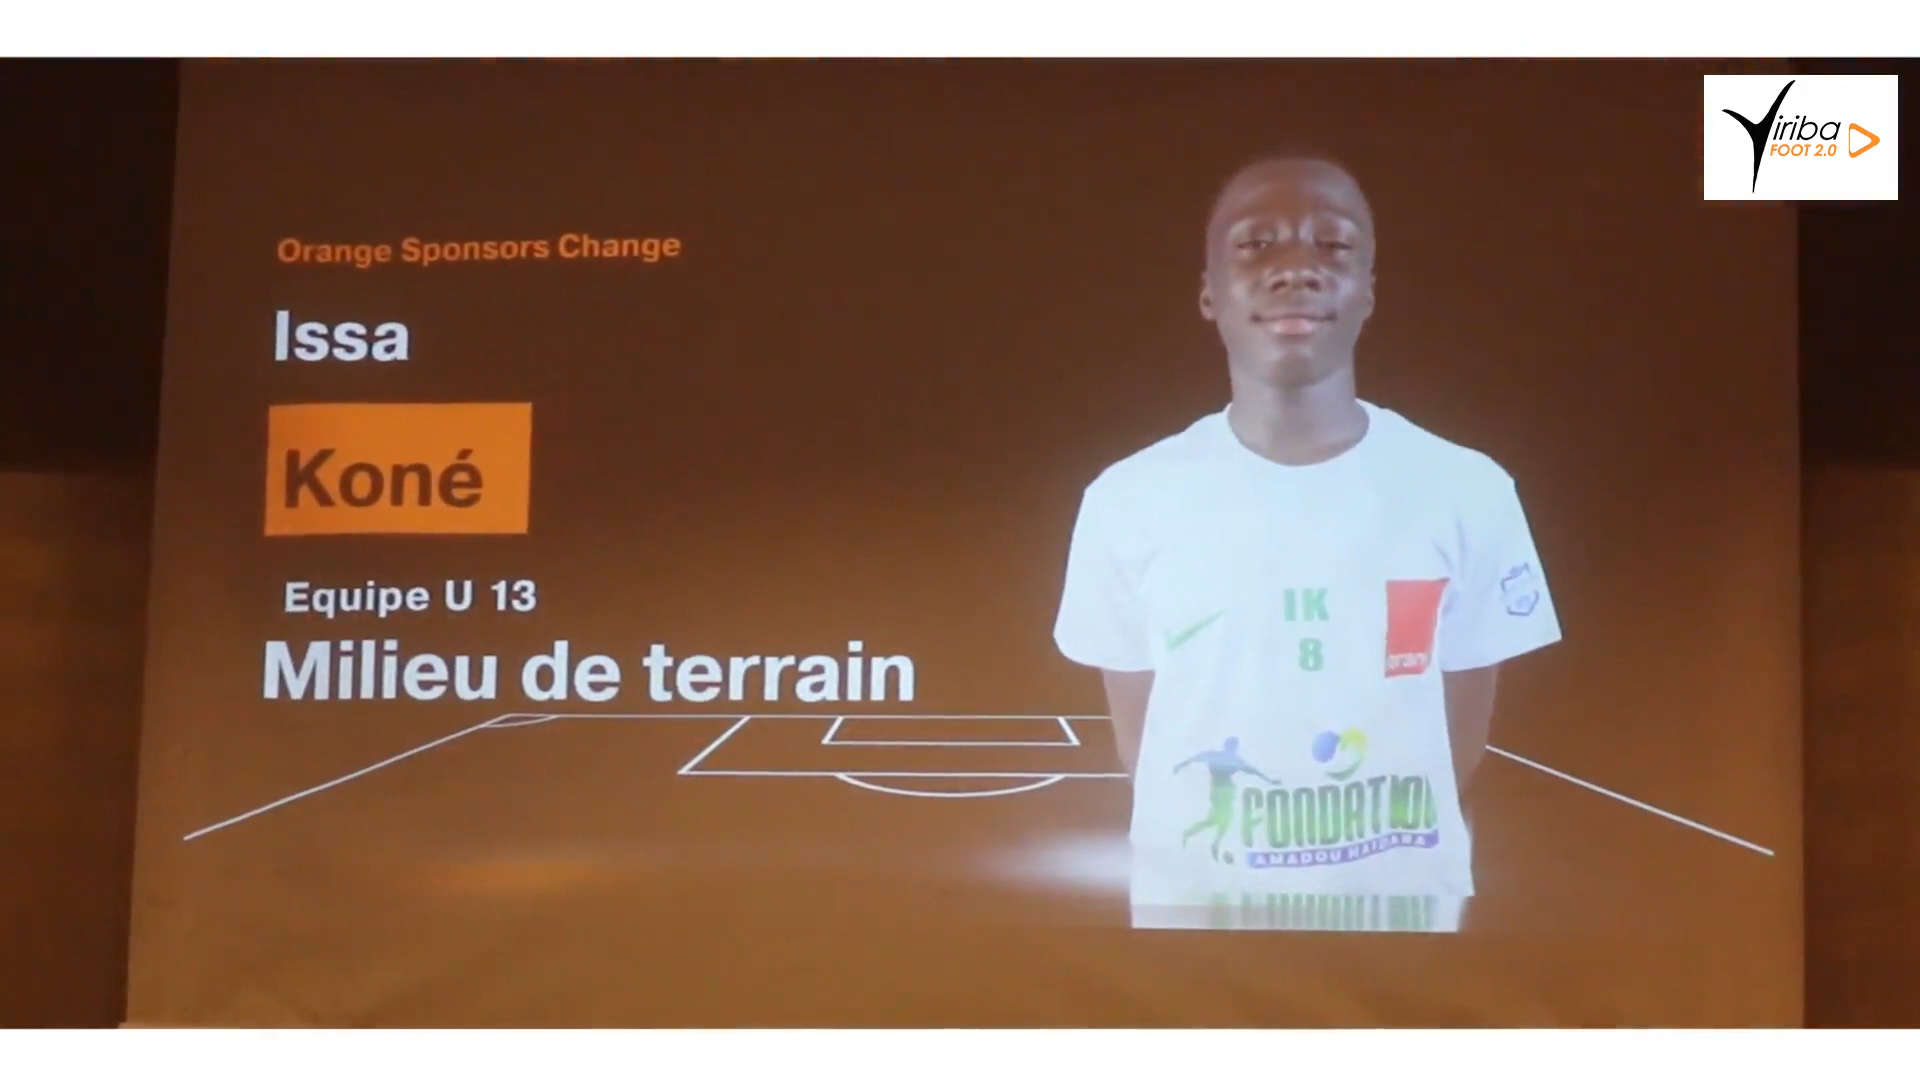 Yiriba
FOOT 2.0
Orange Sponsors Change
Issa
Koné
Equipe U 13
Milieu de terrain
IK
8
FONDATION
AMADOU HAIDARA